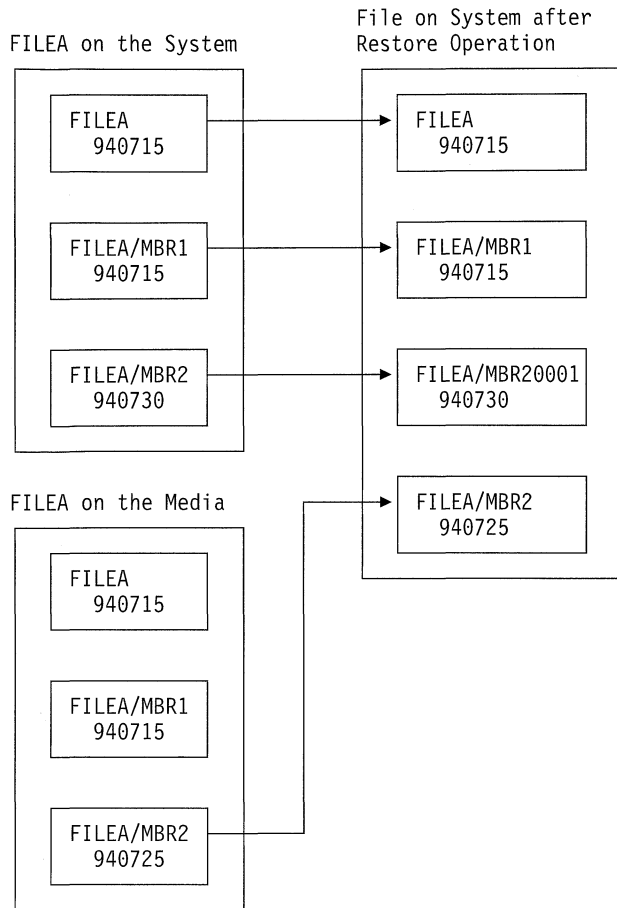 FILEA on the System
FILEA
940715
FILEA/MBR1
940715
FILEA/MBR2
940730
FILEA on the Media
FILEA
940715
FILEA/MBR1
940715
FILEA/MBR2
940725
File on System after
Restore Operation
FILEA
940715
FILEA/MBR1
940715
FILEA/MBR20001
940730
FILEA/MBR2
940725